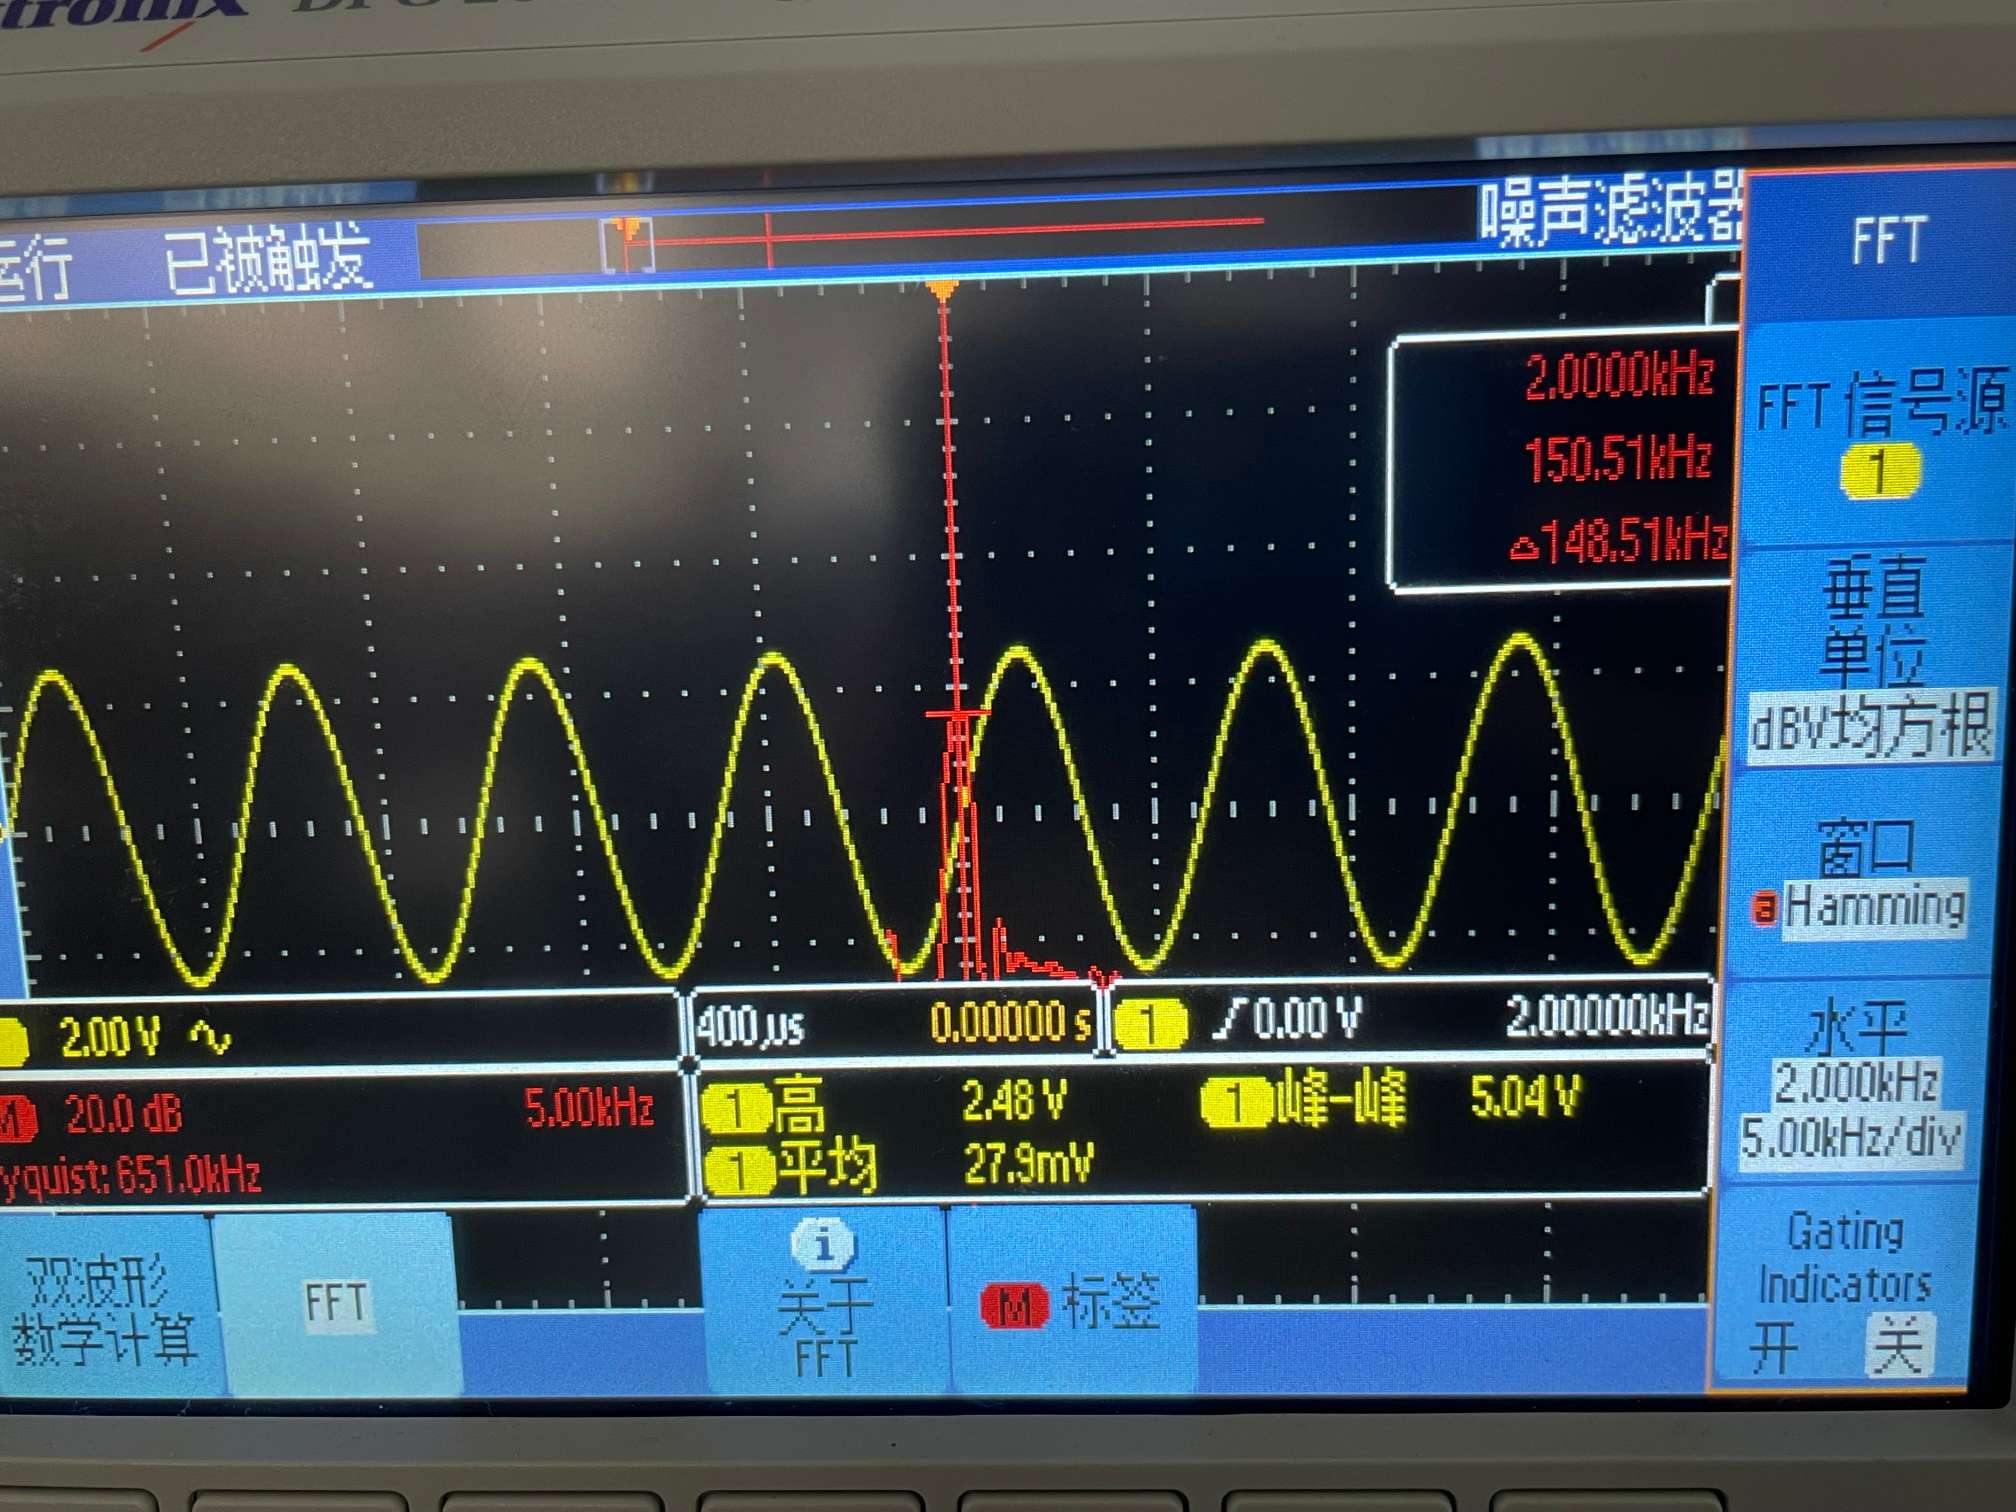 运行 已被触发 噪声滤波器
FFT
2.0000kHz
150.51kHz
△148.51kHz
FFT 信号源
1
垂直
单位
dBV均方根
窗口
a Hamming
水平
2.000kHz
5.00kHz/div
Gating
Indicators
开 关
2.00 V
400µs 0.00000 s
1 0.00 V 2.00000kHz
M 20.0 dB 5.00kHz
yquist: 651.0kHz
1 高 2.48 V 1 峰-峰 5.04 V
1 平均 27.9mV
双波形
数学计算
FFT
i
关于
FFT
M 标签